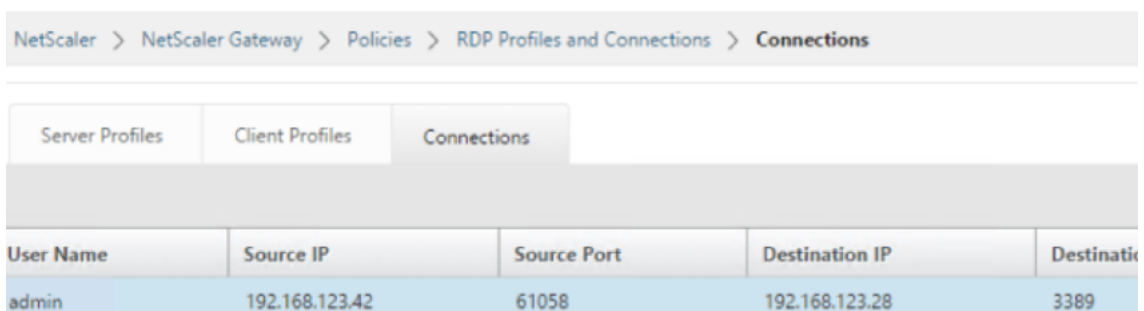 NetScaler > NetScaler Gateway > Policies > RDP Profiles and Connections > Connections
Server Profiles Client Profiles Connections
User Name Source IP Source Port Destination IP Destinatio
admin 192.168.123.42 61058 192.168.123.28 3389